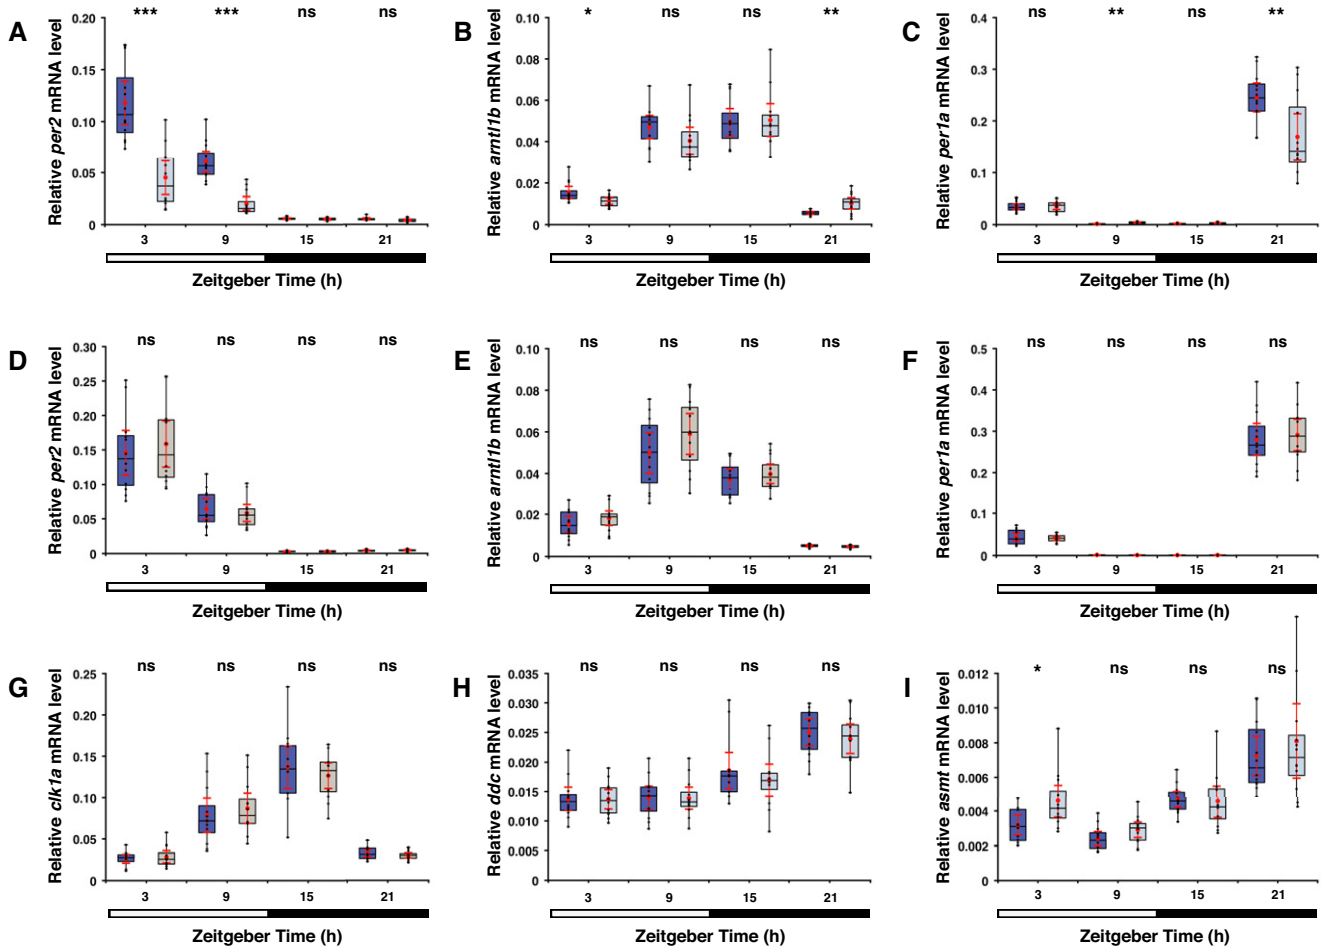 A
Relative per2 mRNA level
0.20
0.15
0.10
0.05
0
*** *** ns ns
3 9 15 21
Zeitgeber Time (h)
B
Relative arntl1b mRNA level
0.10
0.08
0.06
0.04
0.02
0
* ns ns **
3 9 15 21
Zeitgeber Time (h)
C
Relative per1a mRNA level
0.4
0.3
0.2
0.1
0
ns ** ns **
3 9 15 21
Zeitgeber Time (h)
D
Relative per2 mRNA level
0.30
0.25
0.20
0.15
0.10
0.05
0
ns ns ns ns
3 9 15 21
Zeitgeber Time (h)
E
Relative arntl1b mRNA level
0.10
0.08
0.06
0.04
0.02
0
ns ns ns ns
3 9 15 21
Zeitgeber Time (h)
F
Relative per1a mRNA level
0.5
0.4
0.3
0.2
0.1
0
ns ns ns ns
3 9 15 21
Zeitgeber Time (h)
G
Relative clk1a mRNA level
0.25
0.20
0.15
0.10
0.05
0
ns ns ns ns
3 9 15 21
Zeitgeber Time (h)
H
Relative ddc mRNA level
0.035
0.030
0.025
0.020
0.015
0.010
0.005
0
ns ns ns ns
3 9 15 21
Zeitgeber Time (h)
I
Relative asmt mRNA level
0.012
0.010
0.008
0.006
0.004
0.002
0
* ns ns ns
3 9 15 21
Zeitgeber Time (h)